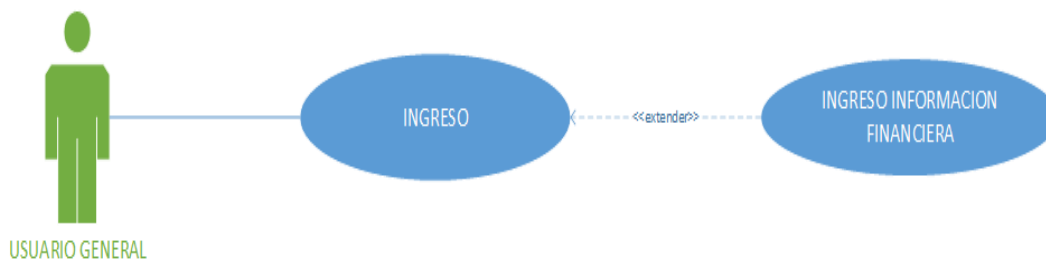 INGRESO
<<extender>>
INGRESO INFORMACION
FINANCIERA
USUARIO GENERAL